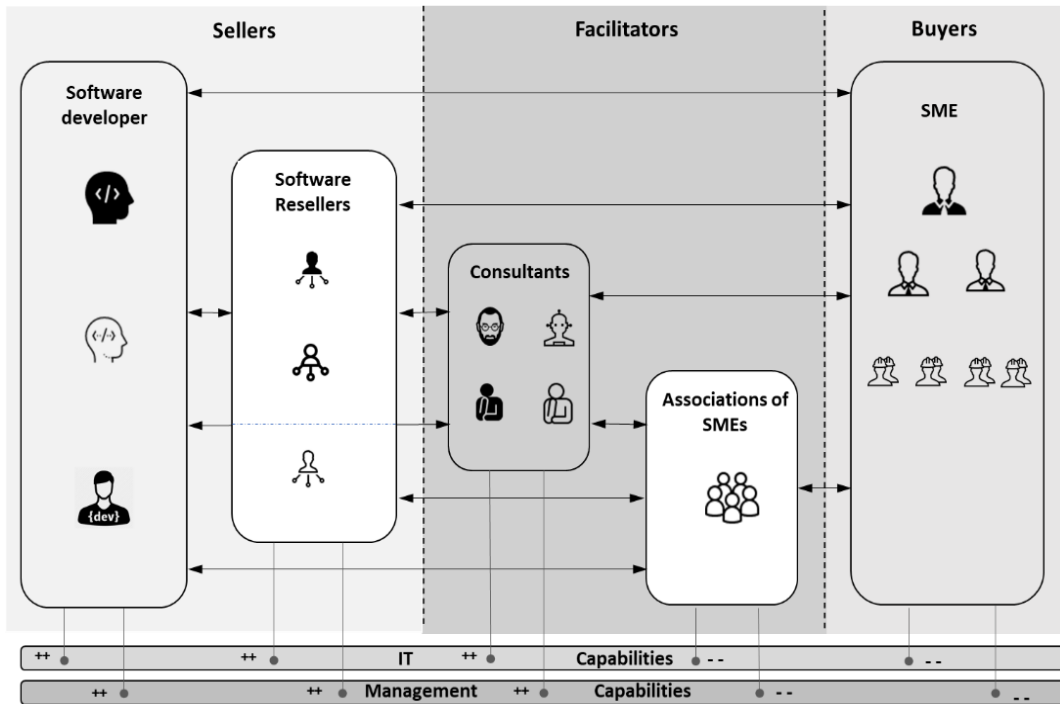 Sellers
Facilitators
Buyers
Software
developer
</>
<·/·>
{dev}
Software
Resellers
Consultants
Associations of
SMEs
SME
++ ++ IT ++ Capabilities - - - -
++ ++ Management ++ Capabilities - - - -